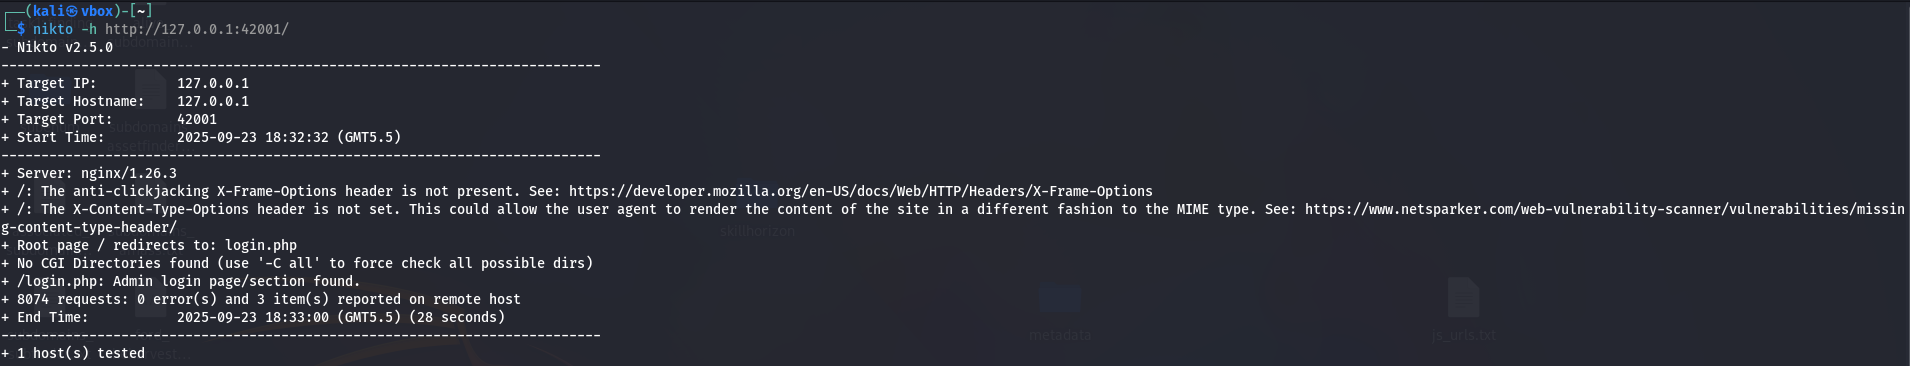 ┌──(kali㉿vbox)-[~]
└─$ nikto -h http://127.0.0.1:42001/
- Nikto v2.5.0
---------------------------------------------------------------------------
+ Target IP:          127.0.0.1
+ Target Hostname:    127.0.0.1
+ Target Port:        42001
+ Start Time:         2025-09-23 18:32:32 (GMT5.5)
---------------------------------------------------------------------------
+ Server: nginx/1.26.3
+ /: The anti-clickjacking X-Frame-Options header is not present. See: https://developer.mozilla.org/en-US/docs/Web/HTTP/Headers/X-Frame-Options
+ /: The X-Content-Type-Options header is not set. This could allow the user agent to render the content of the site in a different fashion to the MIME type. See: https://www.netsparker.com/web-vulnerability-scanner/vulnerabilities/missin
g-content-type-header/
skillhorizon
+ Root page / redirects to: login.php
+ No CGI Directories found (use '-C all' to force check all possible dirs)
+ /login.php: Admin login page/section found.
+ 8074 requests: 0 error(s) and 3 item(s) reported on remote host
+ End Time:           2025-09-23 18:33:00 (GMT5.5) (28 seconds)
---------------------------------------------------------------------------
metadata
js_uris.txt
+ 1 host(s) tested